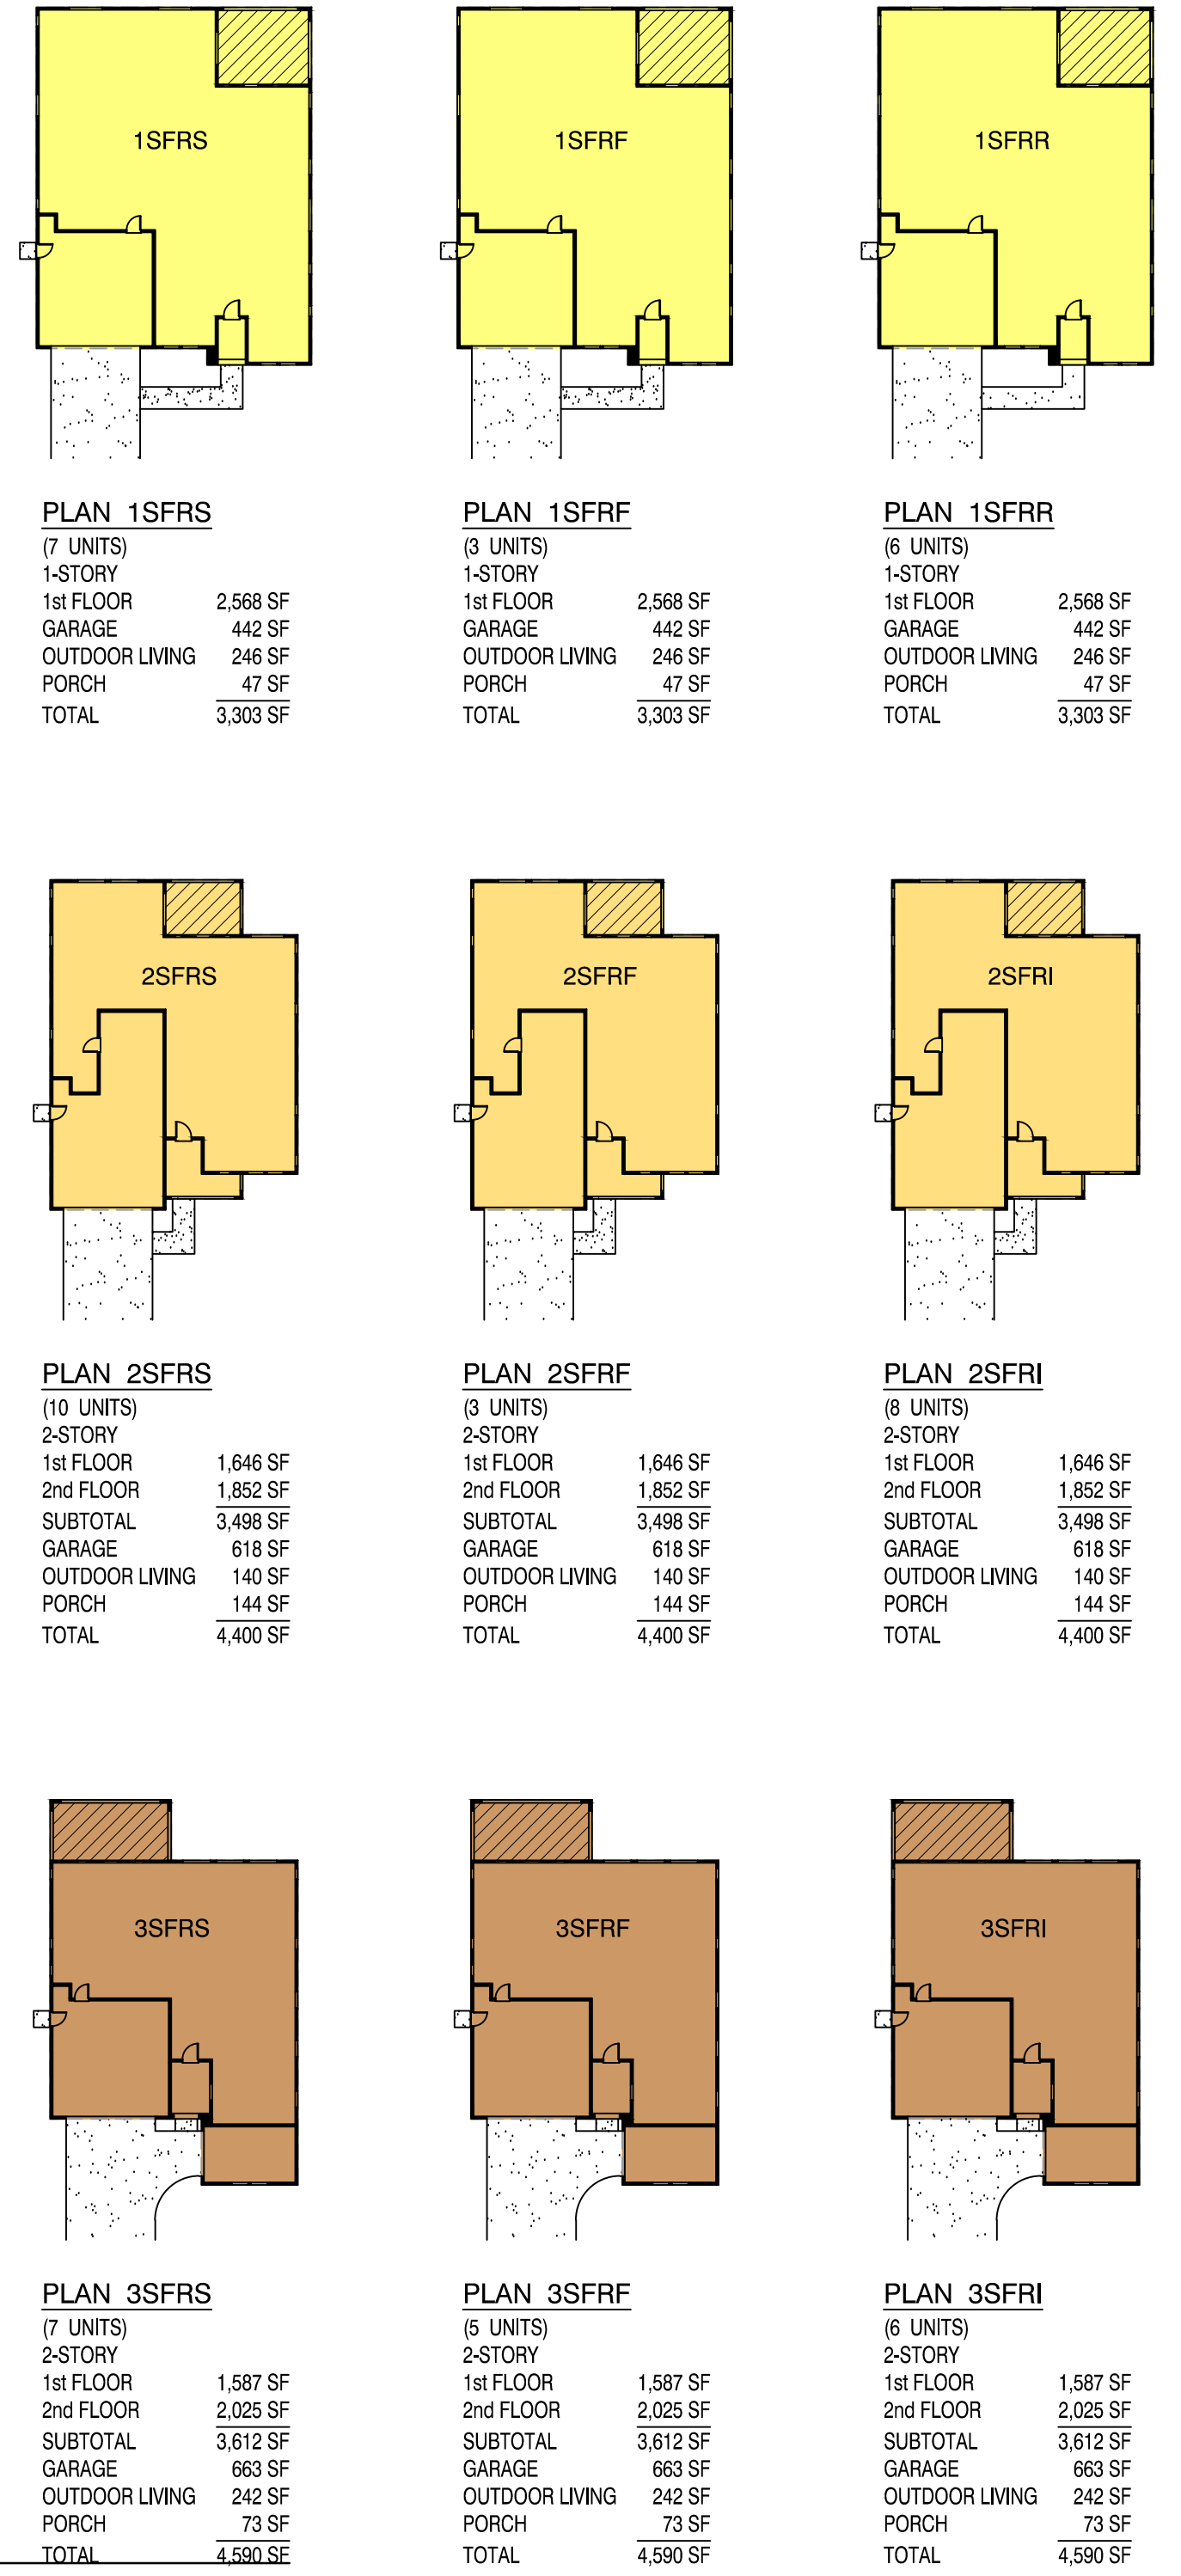 1SFRS
1SFRF
1SFRR
PLAN 1SFRS
(7 UNITS)
1-STORY
1st FLOOR 2,568 SF
GARAGE 442 SF
OUTDOOR LIVING 246 SF
PORCH 47 SF
TOTAL 3,303 SF
PLAN 1SFRF
(3 UNITS)
1-STORY
1st FLOOR 2,568 SF
GARAGE 442 SF
OUTDOOR LIVING 246 SF
PORCH 47 SF
TOTAL 3,303 SF
PLAN 1SFRR
(6 UNITS)
1-STORY
1st FLOOR 2,568 SF
GARAGE 442 SF
OUTDOOR LIVING 246 SF
PORCH 47 SF
TOTAL 3,303 SF
2SFRS
2SFRF
2SFRI
PLAN 2SFRS
(10 UNITS)
2-STORY
1st FLOOR 1,646 SF
2nd FLOOR 1,852 SF
SUBTOTAL 3,498 SF
GARAGE 618 SF
OUTDOOR LIVING 140 SF
PORCH 144 SF
TOTAL 4,400 SF
PLAN 2SFRF
(3 UNITS)
2-STORY
1st FLOOR 1,646 SF
2nd FLOOR 1,852 SF
SUBTOTAL 3,498 SF
GARAGE 618 SF
OUTDOOR LIVING 140 SF
PORCH 144 SF
TOTAL 4,400 SF
PLAN 2SFRI
(8 UNITS)
2-STORY
1st FLOOR 1,646 SF
2nd FLOOR 1,852 SF
SUBTOTAL 3,498 SF
GARAGE 618 SF
OUTDOOR LIVING 140 SF
PORCH 144 SF
TOTAL 4,400 SF
3SFRS
3SFRF
3SFRI
PLAN 3SFRS
(7 UNITS)
2-STORY
1st FLOOR 1,587 SF
2nd FLOOR 2,025 SF
SUBTOTAL 3,612 SF
GARAGE 663 SF
OUTDOOR LIVING 242 SF
PORCH 73 SF
TOTAL 4,590 SF
PLAN 3SFRF
(5 UNITS)
2-STORY
1st FLOOR 1,587 SF
2nd FLOOR 2,025 SF
SUBTOTAL 3,612 SF
GARAGE 663 SF
OUTDOOR LIVING 242 SF
PORCH 73 SF
TOTAL 4,590 SF
PLAN 3SFRI
(6 UNITS)
2-STORY
1st FLOOR 1,587 SF
2nd FLOOR 2,025 SF
SUBTOTAL 3,612 SF
GARAGE 663 SF
OUTDOOR LIVING 242 SF
PORCH 73 SF
TOTAL 4,590 SF